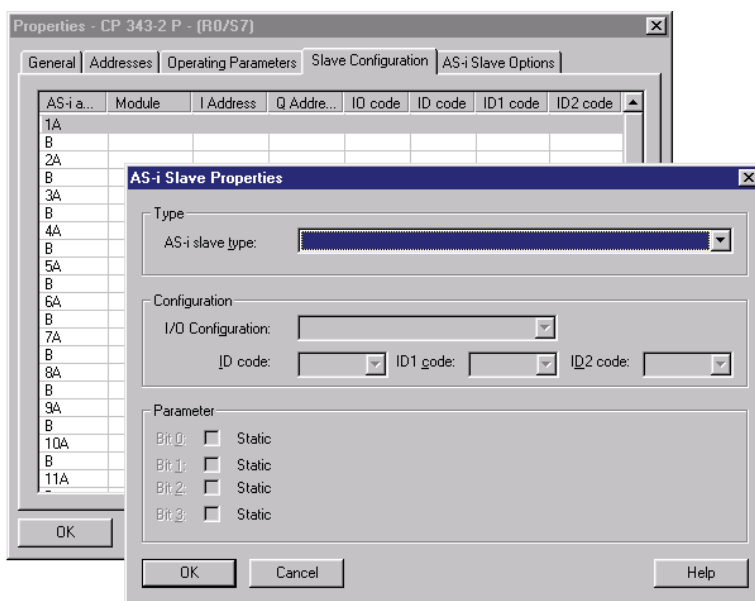 Properties - CP 343-2 P - (R0/S7)
General Addresses Operating Parameters Slave Configuration AS-i Slave Options
AS-i a... Module I Address Q Addre... IO code ID code ID1 code ID2 code
1A
B
2A
B
3A
B
4A
B
5A
B
6A
B
7A
B
8A
B
9A
B
10A
B
11A
OK
AS-i Slave Properties
Type
AS-i slave type:
Configuration
I/O Configuration:
ID code: ID1 code: ID2 code:
Parameter
Bit 0: Static
Bit 1: Static
Bit 2: Static
Bit 3: Static
OK Cancel Help